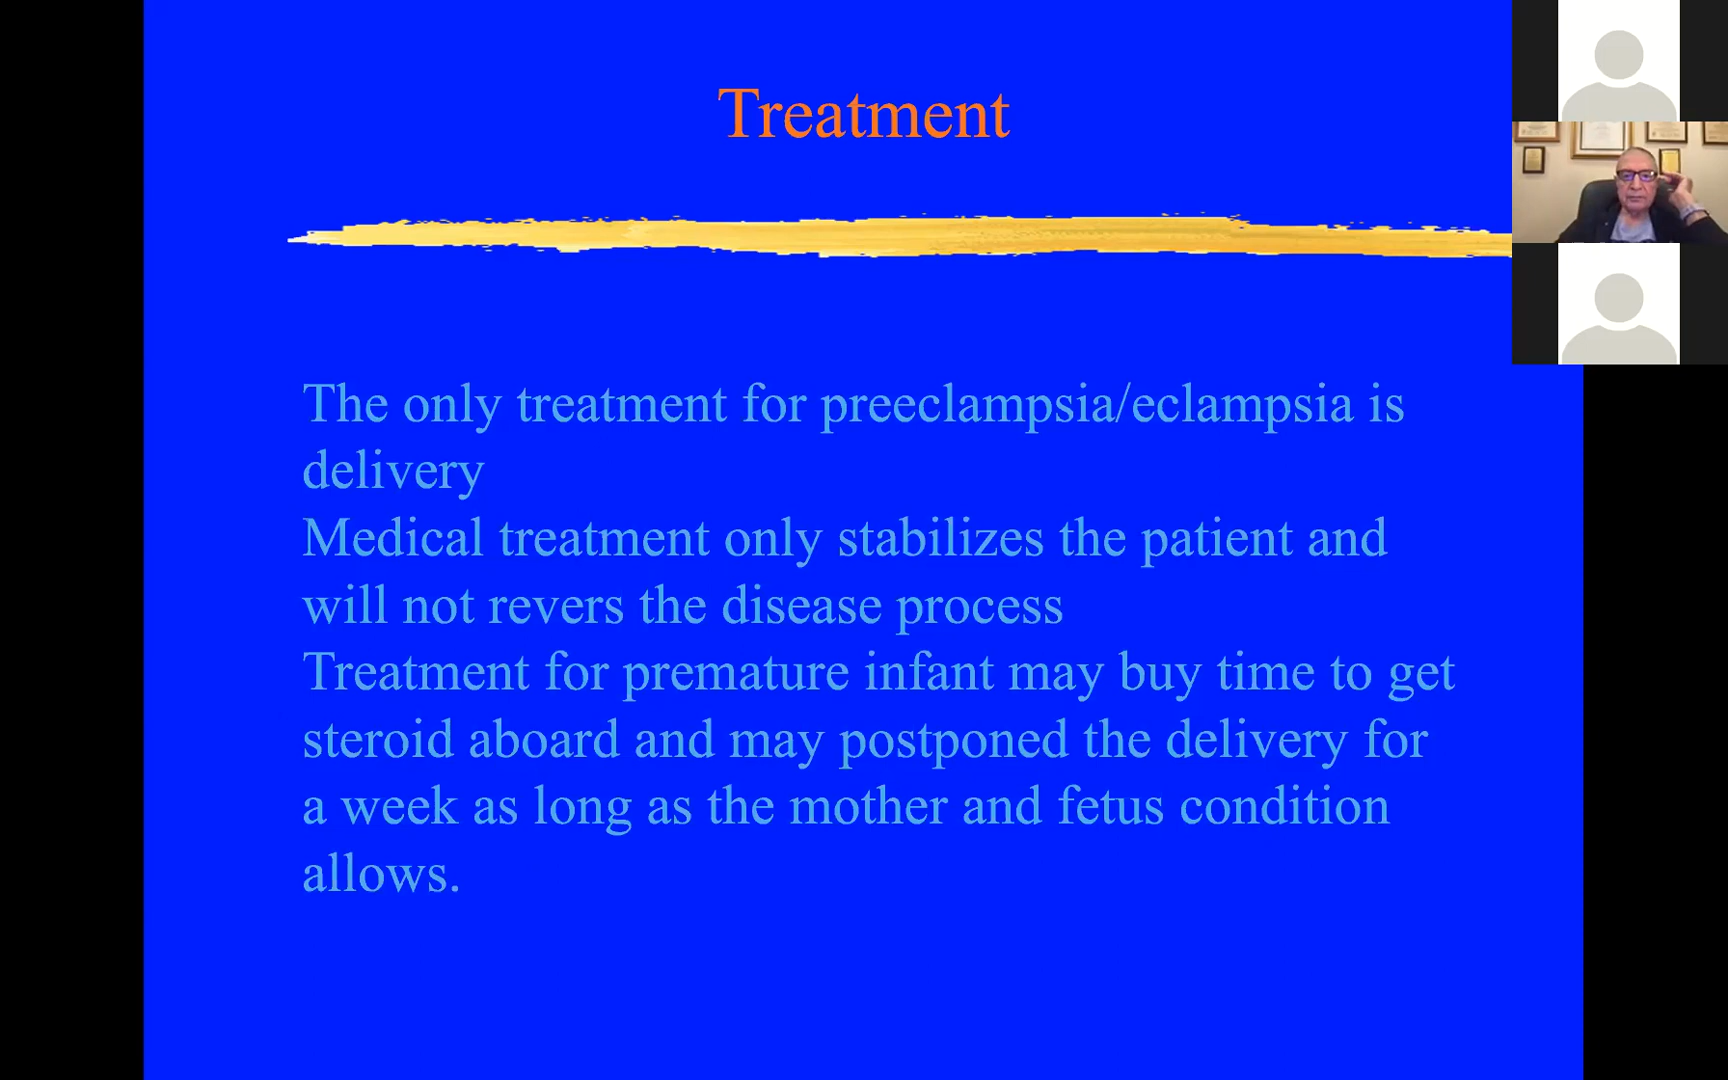 Treatment
The only treatment for preeclampsia/eclampsia is
delivery
Medical treatment only stabilizes the patient and
will not revers the disease process
Treatment for premature infant may buy time to get
steroid aboard and may postponed the delivery for
a week as long as the mother and fetus condition
allows.